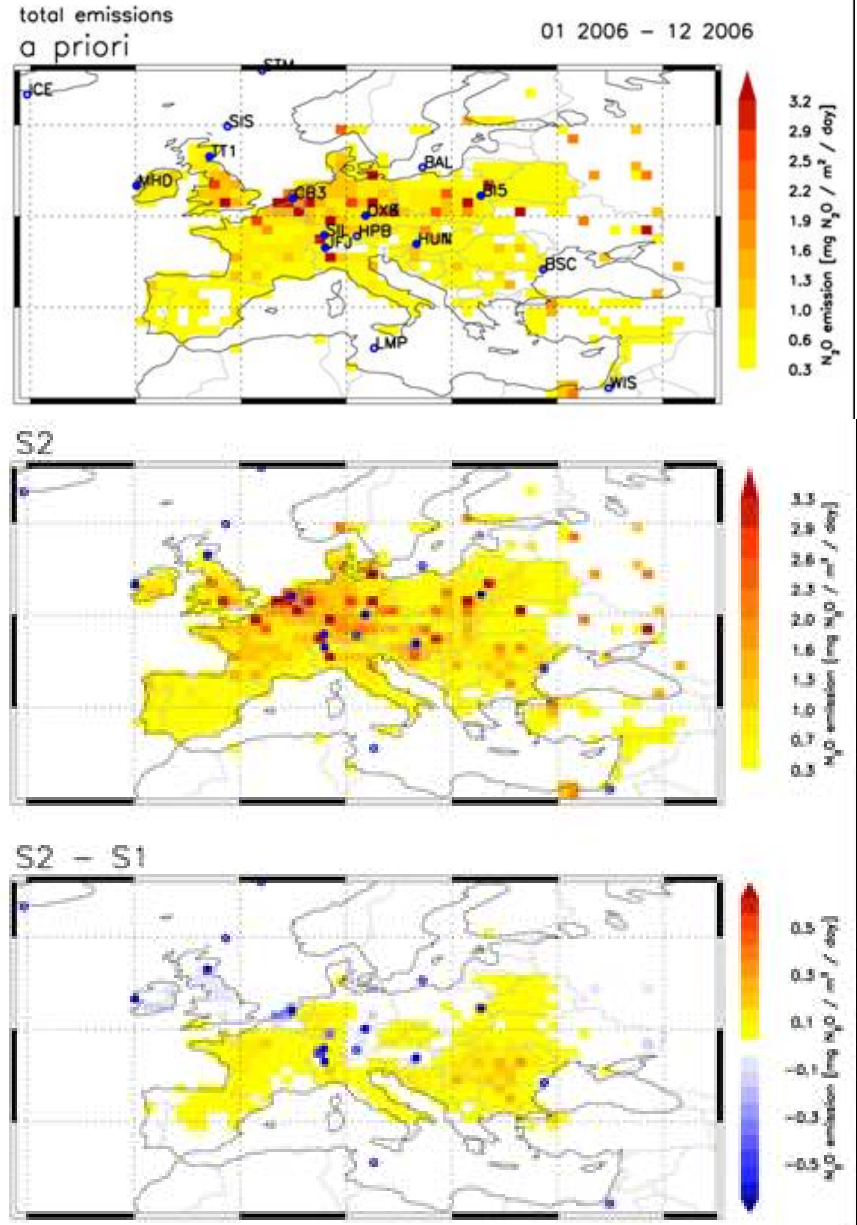 total emissions
a priori
01 2006 – 12 2006
STM
ICE
SIS
TT1
BAL
MHD
CB3
BI5
SIL
HPB
JFJ
HUN
BSC
LMP
WIS
3.2
2.9
2.5
2.2
1.9
1.6
1.3
1.0
0.6
0.3
N₂O emission [mg N₂O / m² / day]
S2
3.3
2.9
2.6
2.3
2.0
1.6
1.3
1.0
0.7
0.3
N₂O emission [mg N₂O / m² / day]
S2 – S1
0.5
0.3
0.1
-0.1
-0.3
-0.5
N₂O emission [mg N₂O / m² / day]